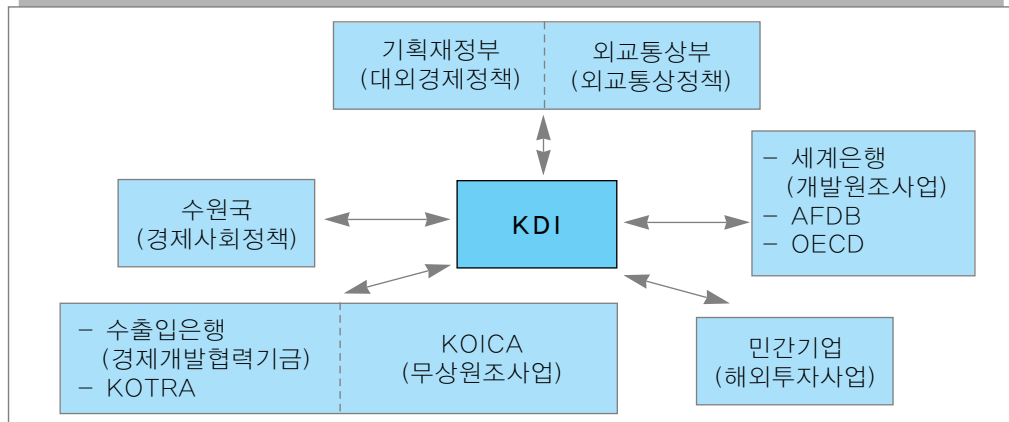 기획재정부
(대외경제정책)
외교통상부
(외교통상정책)
- 세계은행
(개발원조사업)
- AFDB
- OECD
수원국
(경제사회정책)
KDI
- 수출입은행
(경제개발협력기금)
- KOTRA
KOICA
(무상원조사업)
민간기업
(해외투자사업)